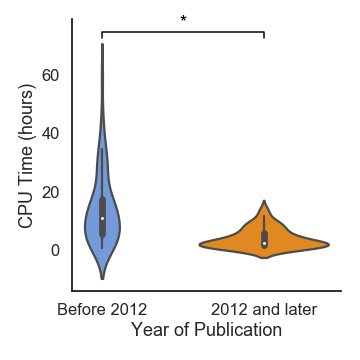 *
60
40
20
0
CPU Time (hours)
Before 2012
2012 and later
Year of Publication